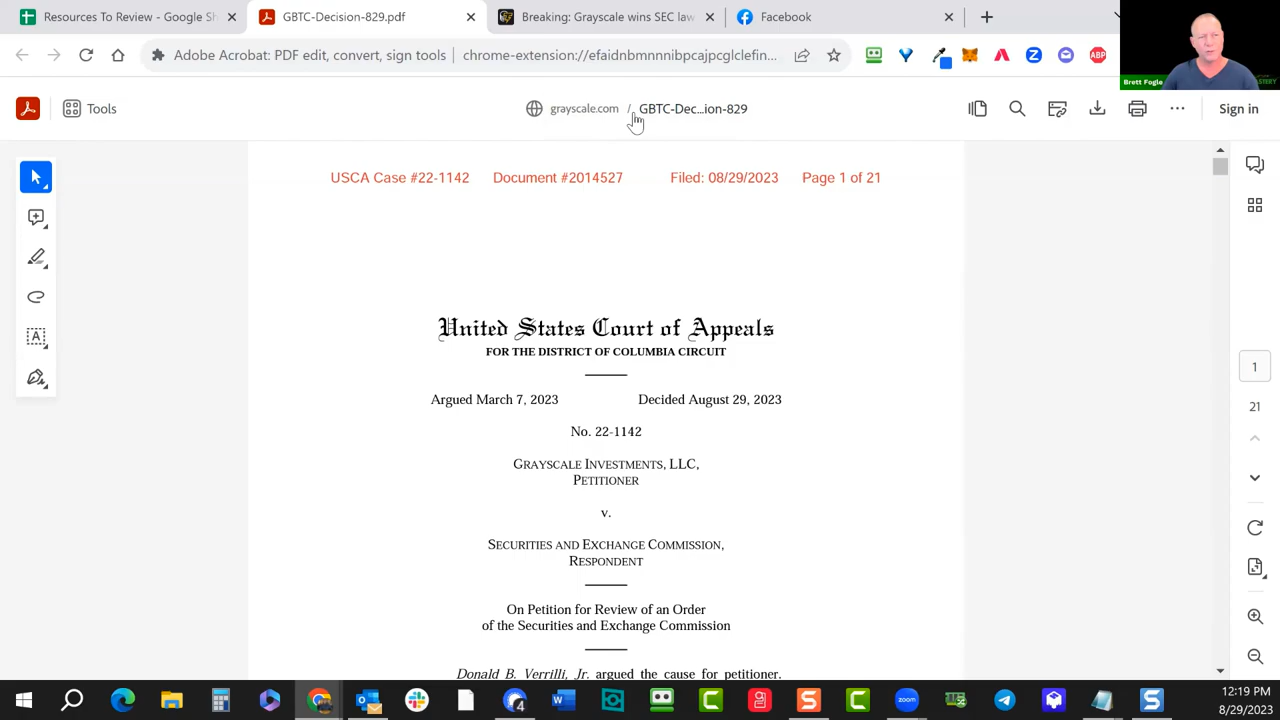 Resources To Review - Google Sh
GBTC-Decision-829.pdf
Breaking: Grayscale wins SEC law
Facebook
Adobe Acrobat: PDF edit, convert, sign tools
chrome-extension://efaidnbmnnnibpcajpcglclefin...
ABP
Brett Fogle
Tools
grayscale.com / GBTC-Dec...ion-829
Sign in
USCA Case #22-1142 Document #2014527 Filed: 08/29/2023 Page 1 of 21
United States Court of Appeals
FOR THE DISTRICT OF COLUMBIA CIRCUIT
Argued March 7, 2023 Decided August 29, 2023
No. 22-1142
GRAYSCALE INVESTMENTS, LLC,
PETITIONER
v.
SECURITIES AND EXCHANGE COMMISSION,
RESPONDENT
On Petition for Review of an Order
of the Securities and Exchange Commission
Donald B. Verrilli, Jr. argued the cause for petitioner.
1
21
12:19 PM
8/29/2023